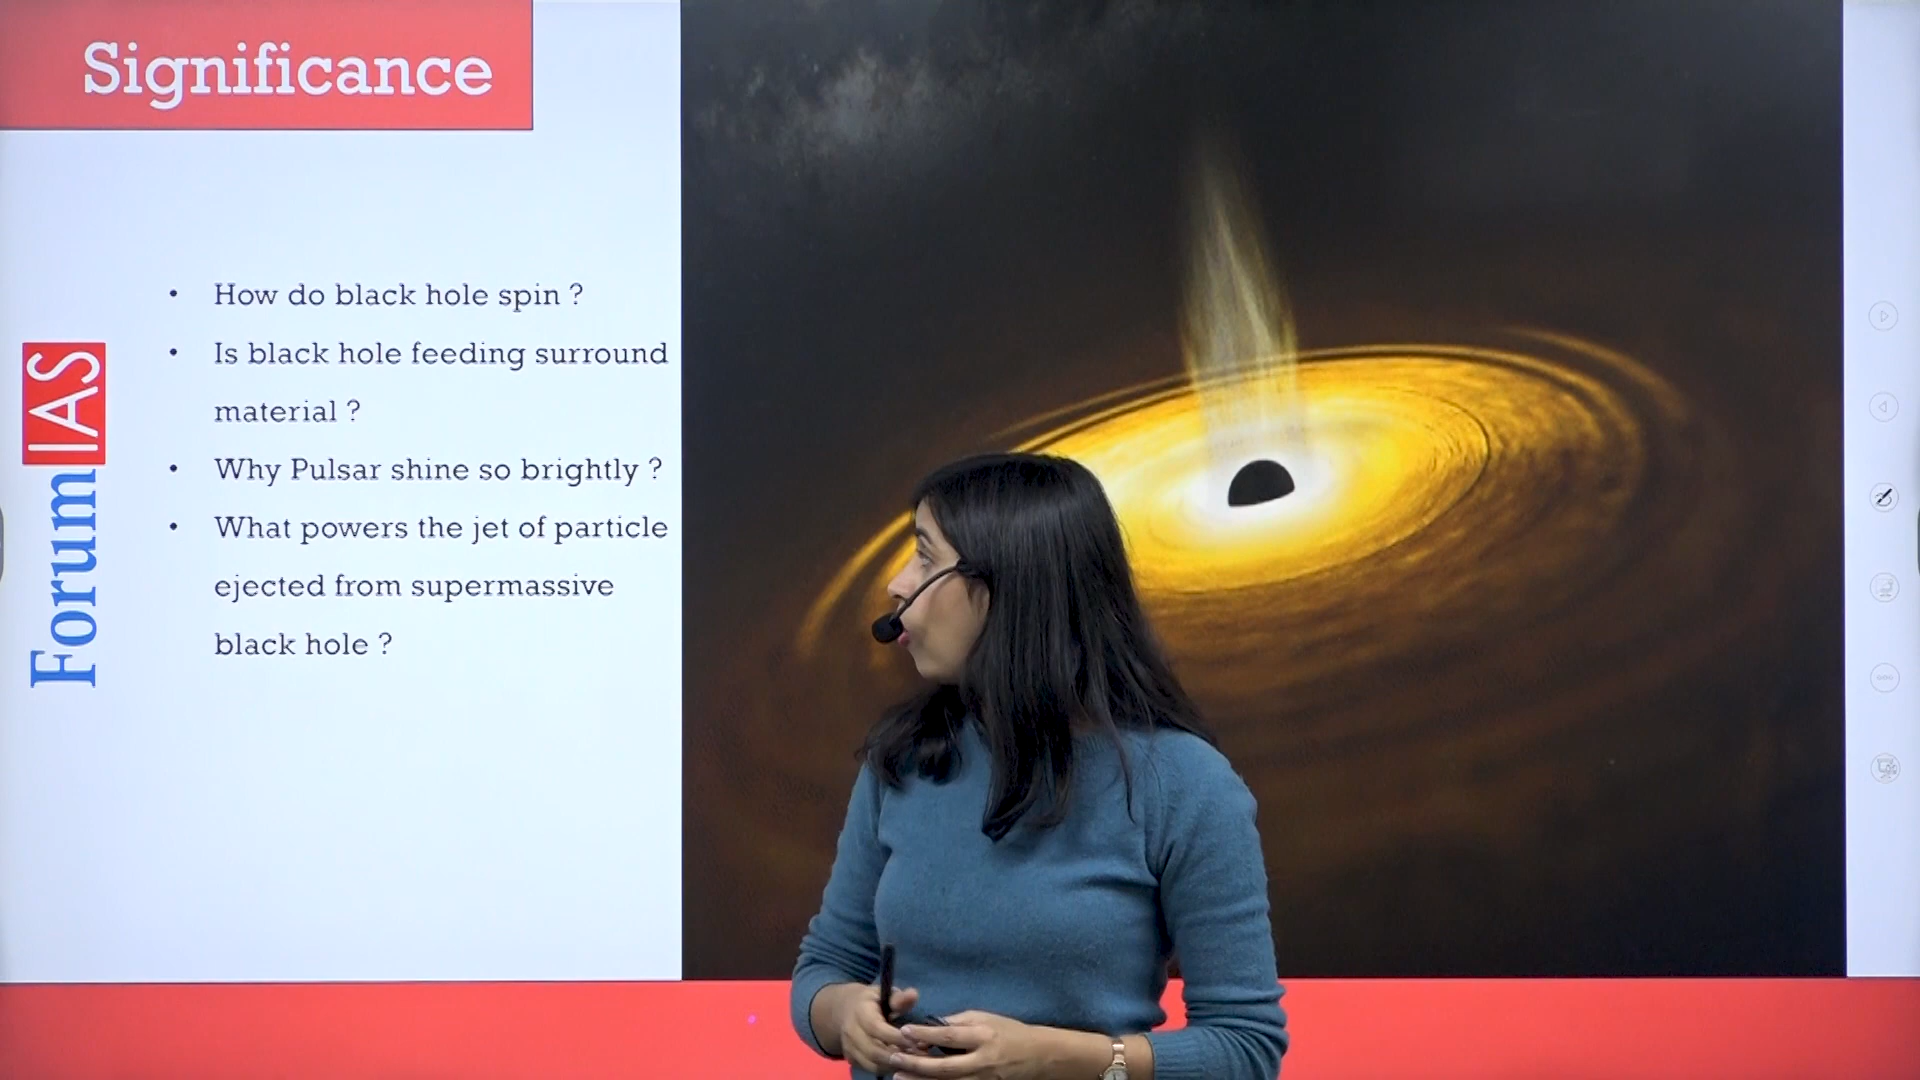 Significance
• How do black hole spin ?
• Is black hole feeding surround
material ?
• Why Pulsar shine so brightly ?
• What powers the jet of particle
ejected from supermassive
black hole ?
ForumIAS